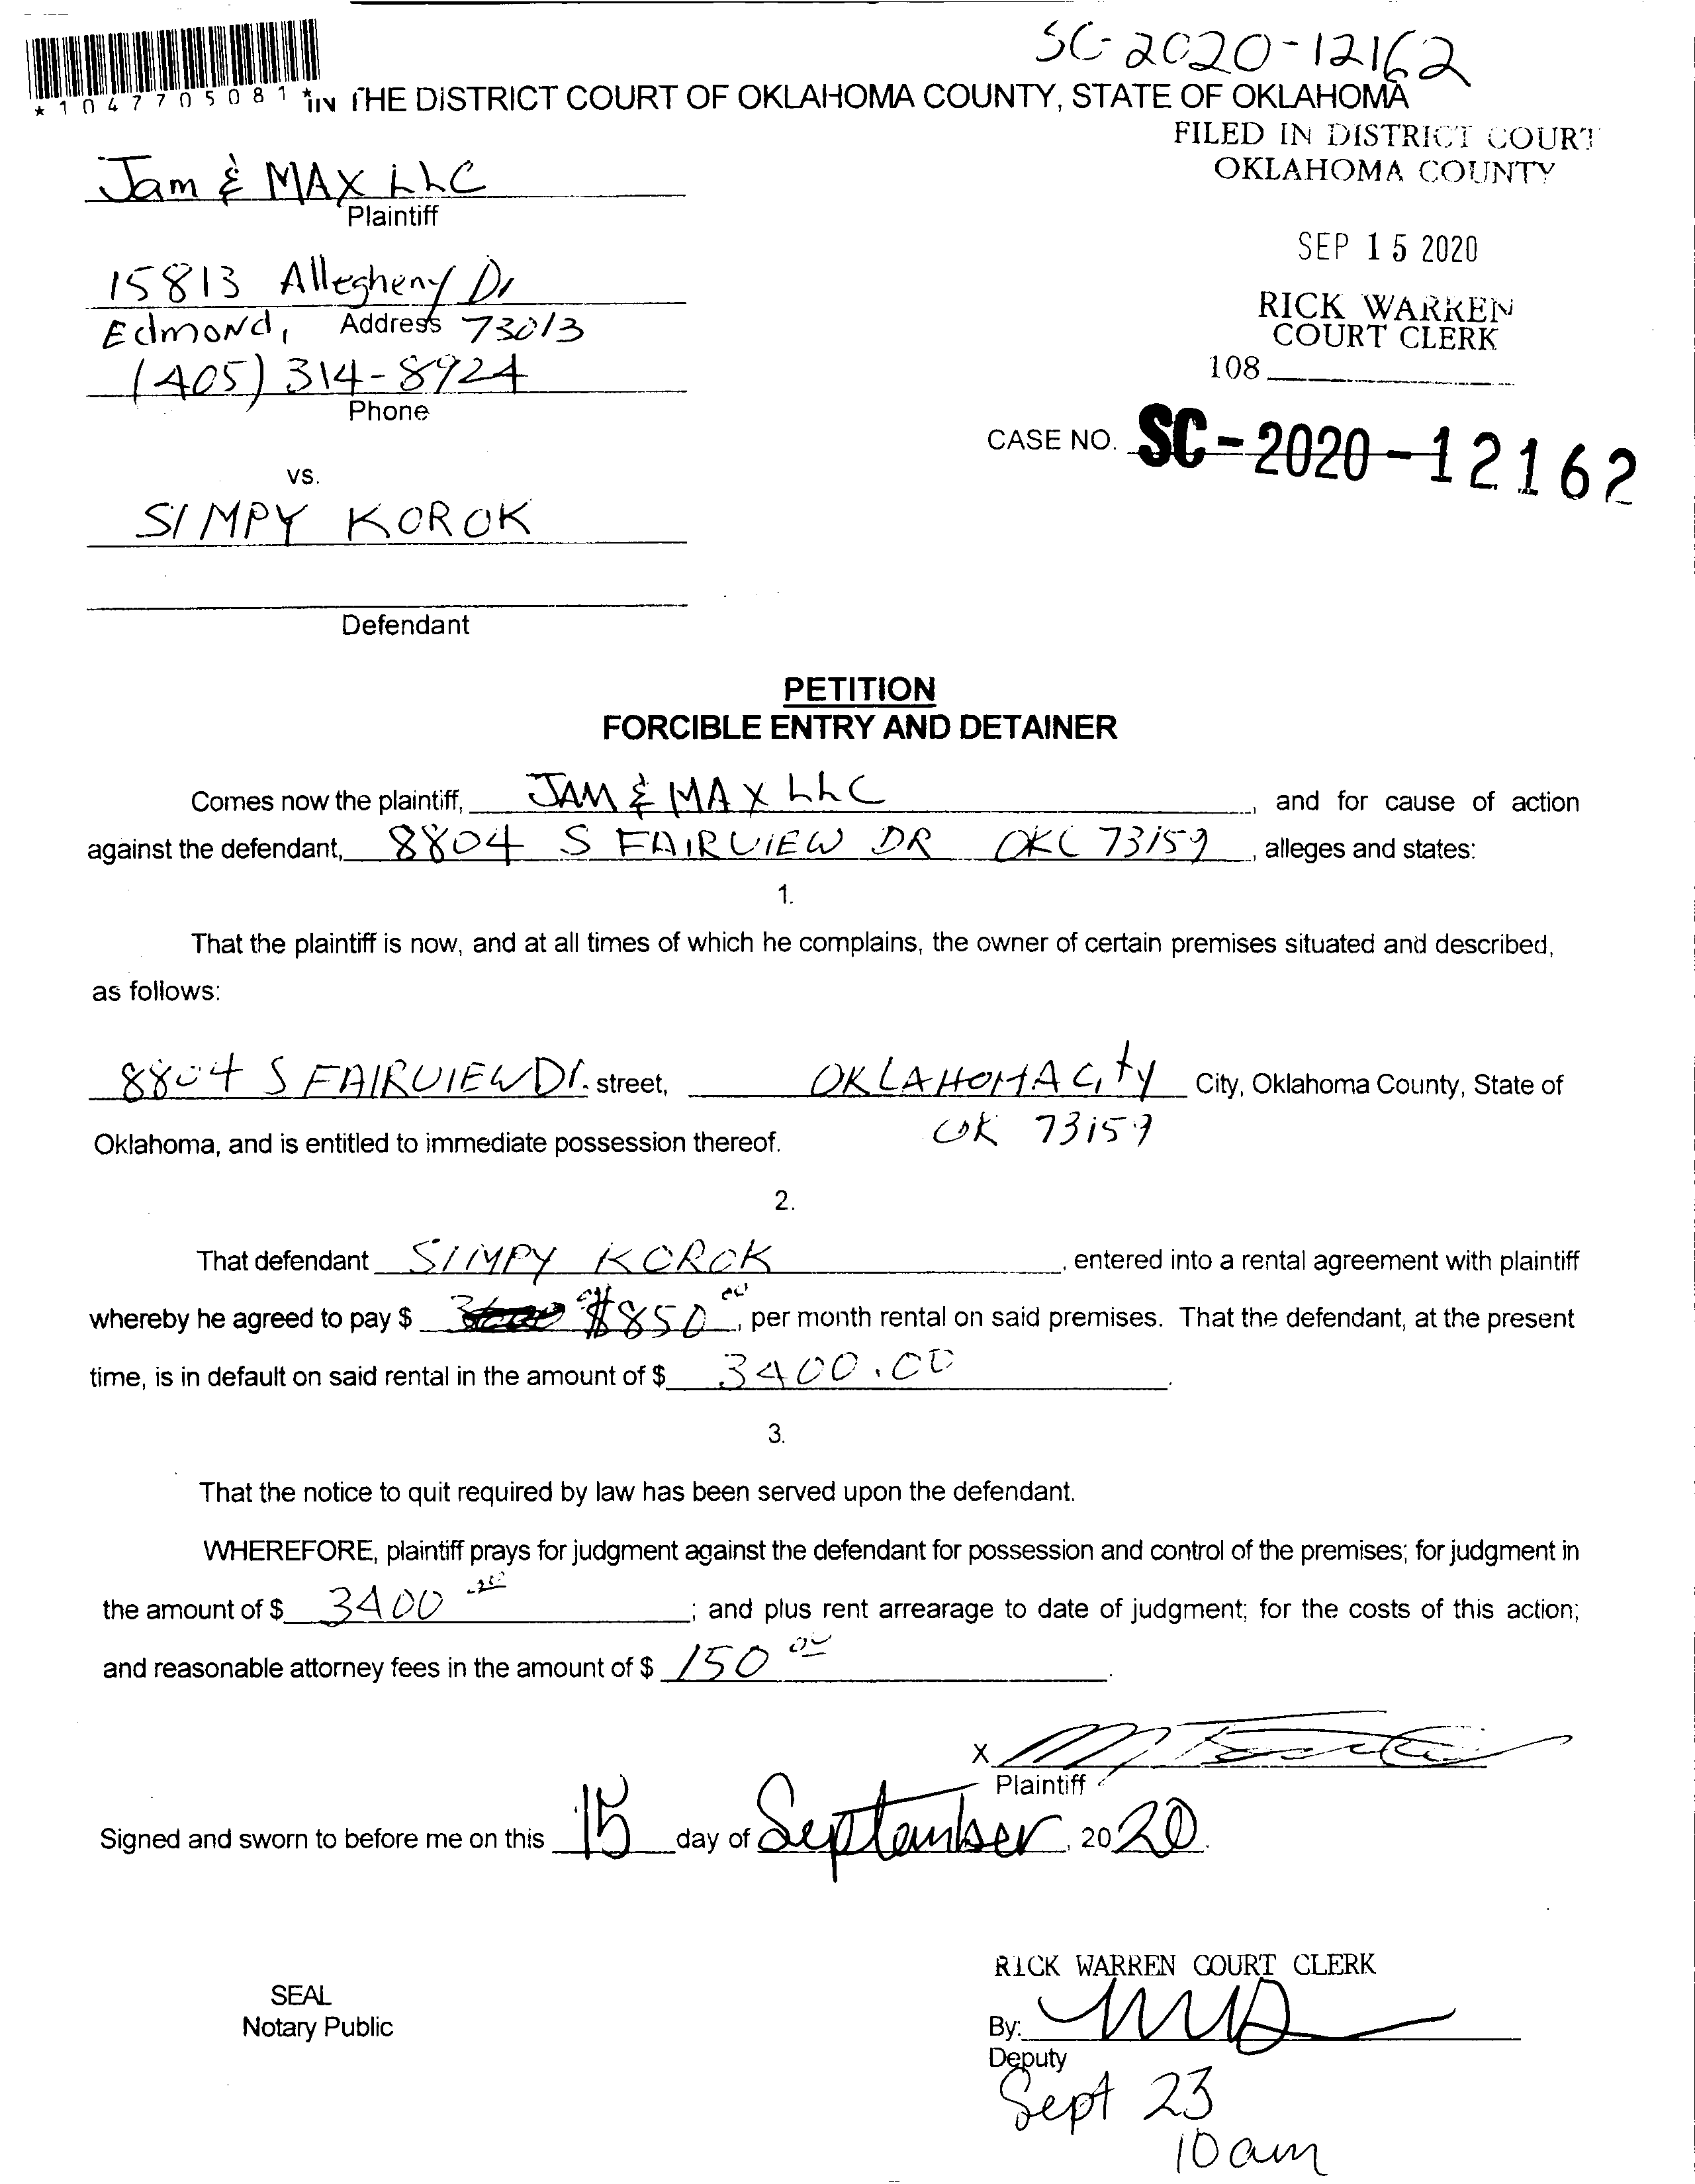 SC-2020-12162
*1047705081*
IN THE DISTRICT COURT OF OKLAHOMA COUNTY, STATE OF OKLAHOMA
FILED IN DISTRICT COURT
OKLAHOMA COUNTY
Jam & MAX LLC
Plaintiff
SEP 15 2020
15813 Allegheny Dr
Edmond, Address 73013
RICK WARREN
COURT CLERK
(405) 314-8924
108
Phone
CASE NO. SC-2020-12162
vs.
SIMPY KOROK
Defendant
PETITION
FORCIBLE ENTRY AND DETAINER
Comes now the plaintiff, JAM & MAX LLC, and for cause of action
against the defendant, 8804 S FAIRVIEW DR OKC 73159, alleges and states:
1.
That the plaintiff is now, and at all times of which he complains, the owner of certain premises situated and described,
as follows:
8804 S FAIRVIEW Dr. street, OKLAHOMA City City, Oklahoma County, State of
OK 73159
Oklahoma, and is entitled to immediate possession thereof.
2.
That defendant SIMPY KOROK, entered into a rental agreement with plaintiff
whereby he agreed to pay $ $850 00, per month rental on said premises. That the defendant, at the present
time, is in default on said rental in the amount of $ 3400.00.
3.
That the notice to quit required by law has been served upon the defendant.
WHEREFORE, plaintiff prays for judgment against the defendant for possession and control of the premises; for judgment in
the amount of $ 3400 .00; and plus rent arrearage to date of judgment; for the costs of this action;
and reasonable attorney fees in the amount of $ 150 00.
X
Plaintiff
Signed and sworn to before me on this 15 day of September, 2020.
RICK WARREN COURT CLERK
SEAL
Notary Public
By:
Deputy
Sept 23
10 am